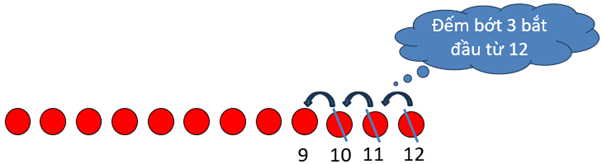 Đếm bớt 3 bắt
đầu từ 12
9 10 11 12